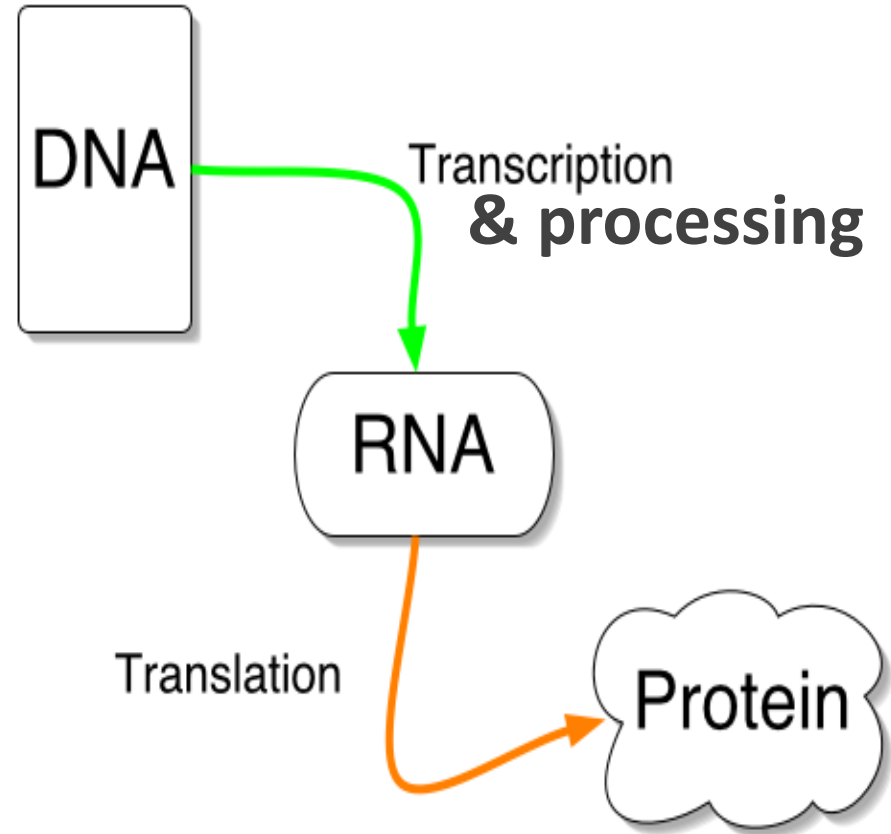 DNA
Transcription
& processing
RNA
Translation
Protein